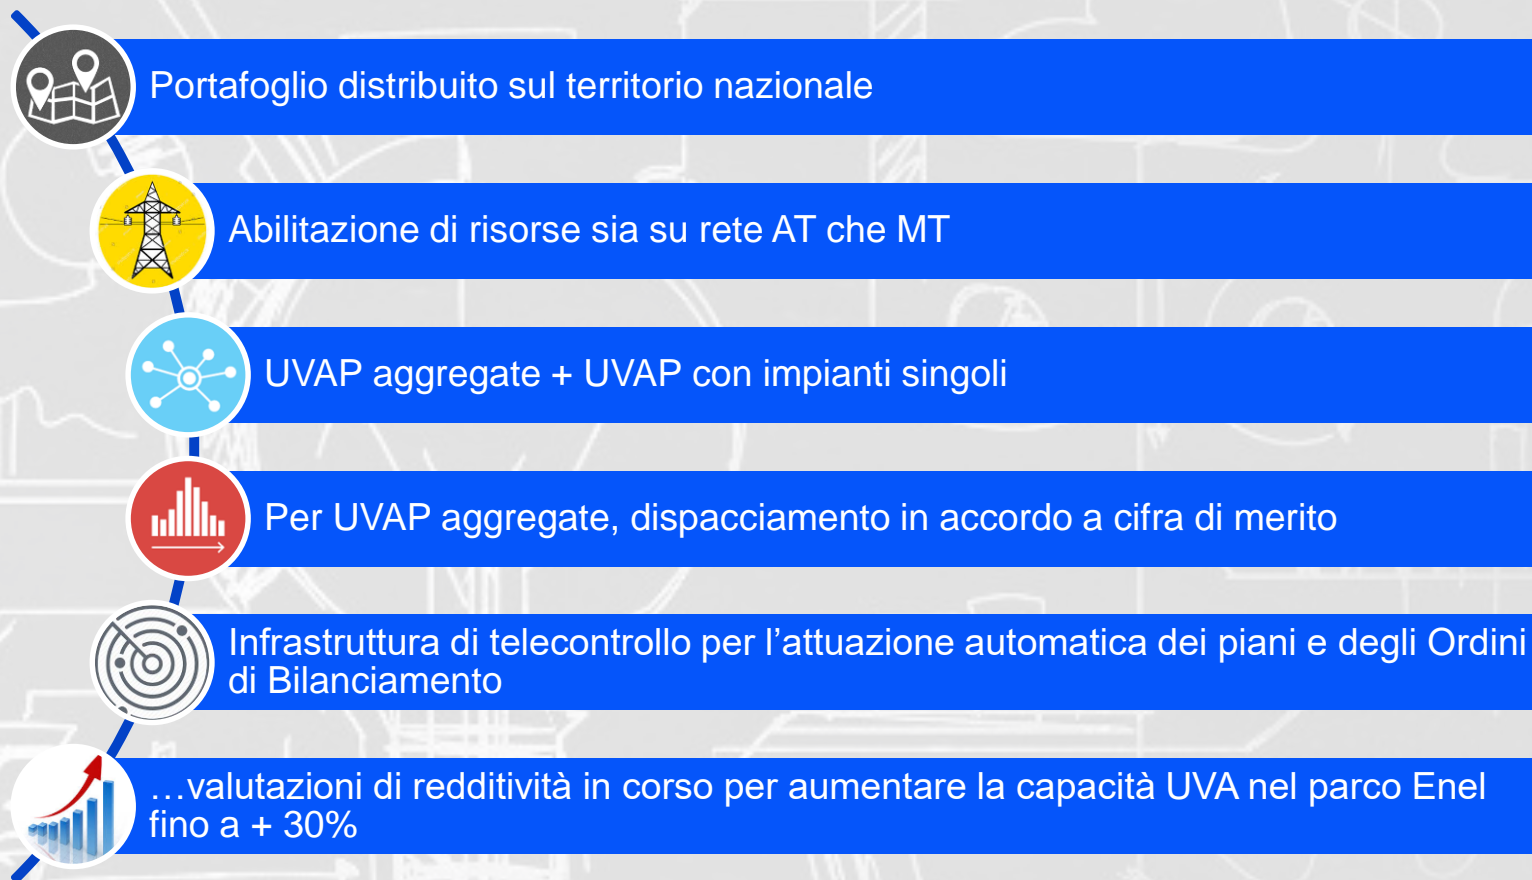 Portafoglio distribuito sul territorio nazionale
Abilitazione di risorse sia su rete AT che MT
UVAP aggregate + UVAP con impianti singoli
Per UVAP aggregate, dispacciamento in accordo a cifra di merito
Infrastruttura di telecontrollo per l’attuazione automatica dei piani e degli Ordini
di Bilanciamento
…valutazioni di redditività in corso per aumentare la capacità UVA nel parco Enel
fino a + 30%